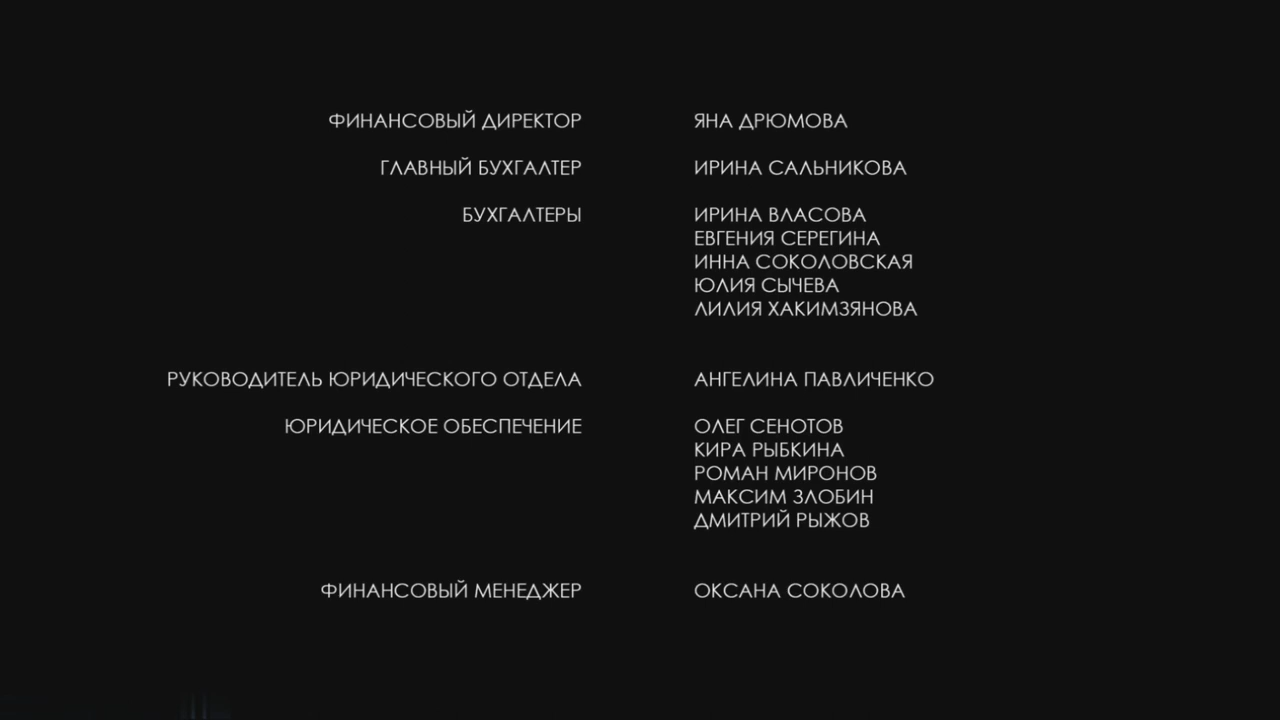 ФИНАНСОВЫЙ ДИРЕКТОР ЯНА ДРЮМОВА
ГЛАВНЫЙ БУХГАЛТЕР ИРИНА САЛЬНИКОВА
БУХГАЛТЕРЫ ИРИНА ВЛАСОВА
ЕВГЕНИЯ СЕРЕГИНА
ИННА СОКОЛОВСКАЯ
ЮЛИЯ СЫЧЕВА
ЛИЛИЯ ХАКИМЗЯНОВА
РУКОВОДИТЕЛЬ ЮРИДИЧЕСКОГО ОТДЕЛА АНГЕЛИНА ПАВЛИЧЕНКО
ЮРИДИЧЕСКОЕ ОБЕСПЕЧЕНИЕ ОЛЕГ СЕНОТОВ
КИРА РЫБКИНА
РОМАН МИРОНОВ
МАКСИМ ЗЛОБИН
ДМИТРИЙ РЫЖОВ
ФИНАНСОВЫЙ МЕНЕДЖЕР ОКСАНА СОКОЛОВА